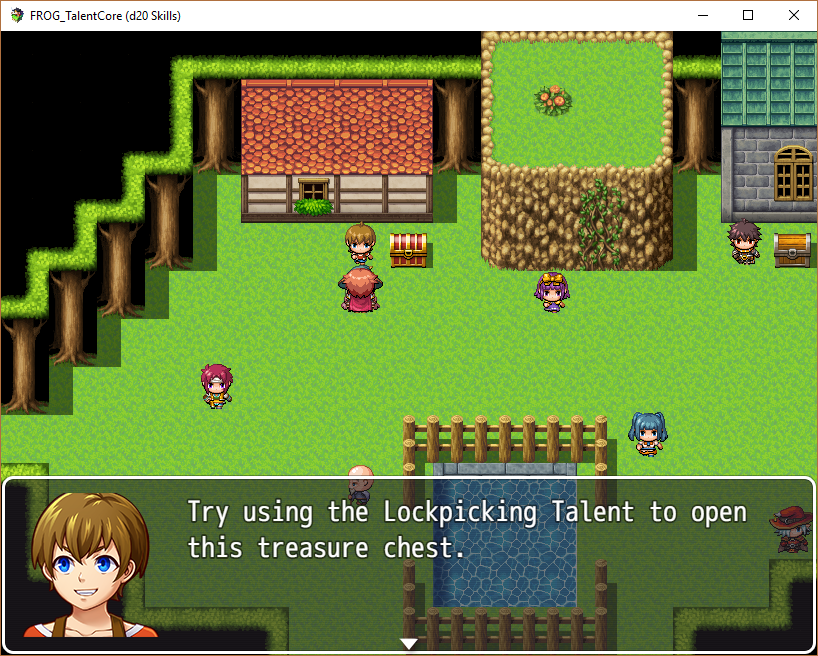 FROG_TalentCore (d20 Skills)
Try using the Lockpicking Talent to open
this treasure chest.